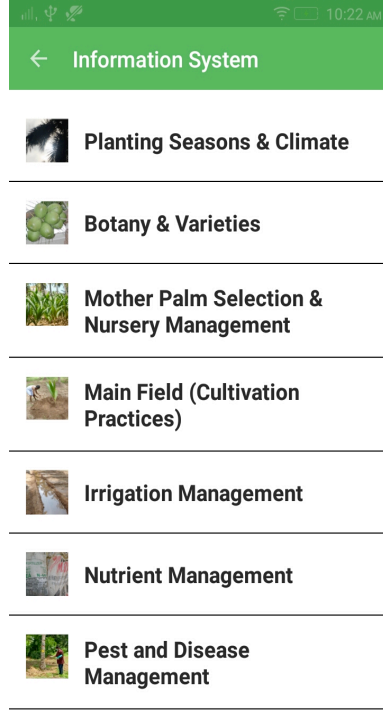 10:22 AM
Information System
Planting Seasons & Climate
Botany & Varieties
Mother Palm Selection &
Nursery Management
Main Field (Cultivation
Practices)
Irrigation Management
Nutrient Management
Pest and Disease
Management